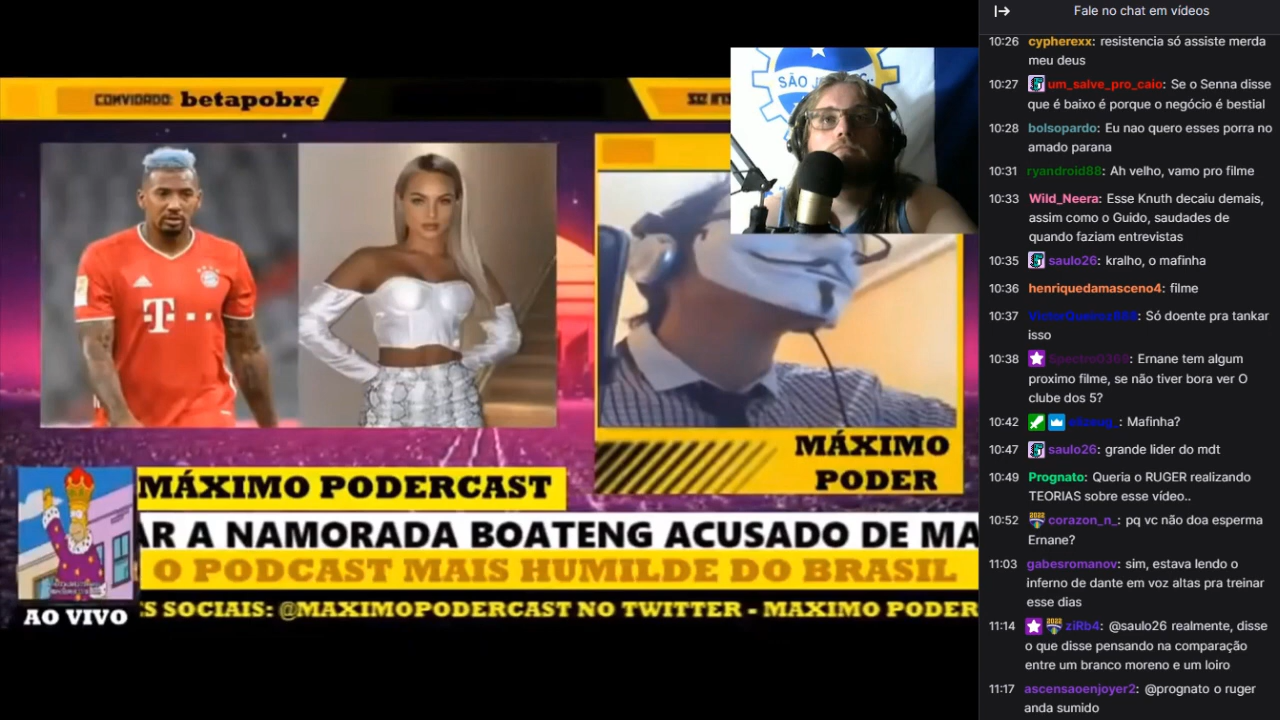 CONVIDADO: betapobre
SÃO J
MÁXIMO
PODER
MÁXIMO PODERCAST
AR A NAMORADA BOATENG ACUSADO DE MA
O PODCAST MAIS HUMILDE DO BRASIL
AO VIVO
S SOCIAIS: @MAXIMOPODERCAST NO TWITTER - MAXIMO PODER
Fale no chat em vídeos
10:26 cypherexx: resistencia só assiste merda
meu deus
10:27 um_salve_pro_caio: Se o Senna disse
que é baixo é porque o negócio é bestial
10:28 bolsopardo: Eu nao quero esses porra no
amado parana
10:31 ryandroid88: Ah velho, vamo pro filme
10:33 Wild_Neera: Esse Knuth decaiu demais,
assim como o Guido, saudades de
quando faziam entrevistas
10:35 saulo26: kralho, o mafinha
10:36 henriquedamasceno4: filme
10:37 : Só doente pra tankar
isso
10:38 : Ernane tem algum
proximo filme, se não tiver bora ver O
clube dos 5?
10:42 : Mafinha?
10:47 saulo26: grande lider do mdt
10:49 Prognato: Queria o RUGER realizando
TEORIAS sobre esse vídeo..
10:52 corazon_n_: pq vc não doa esperma
Ernane?
11:03 gabesromanov: sim, estava lendo o
inferno de dante em voz altas pra treinar
esse dias
11:14 ziRb4: @saulo26 realmente, disse
o que disse pensando na comparação
entre um branco moreno e um loiro
11:17 ascensaoenjoyer2: @prognato o ruger
anda sumido